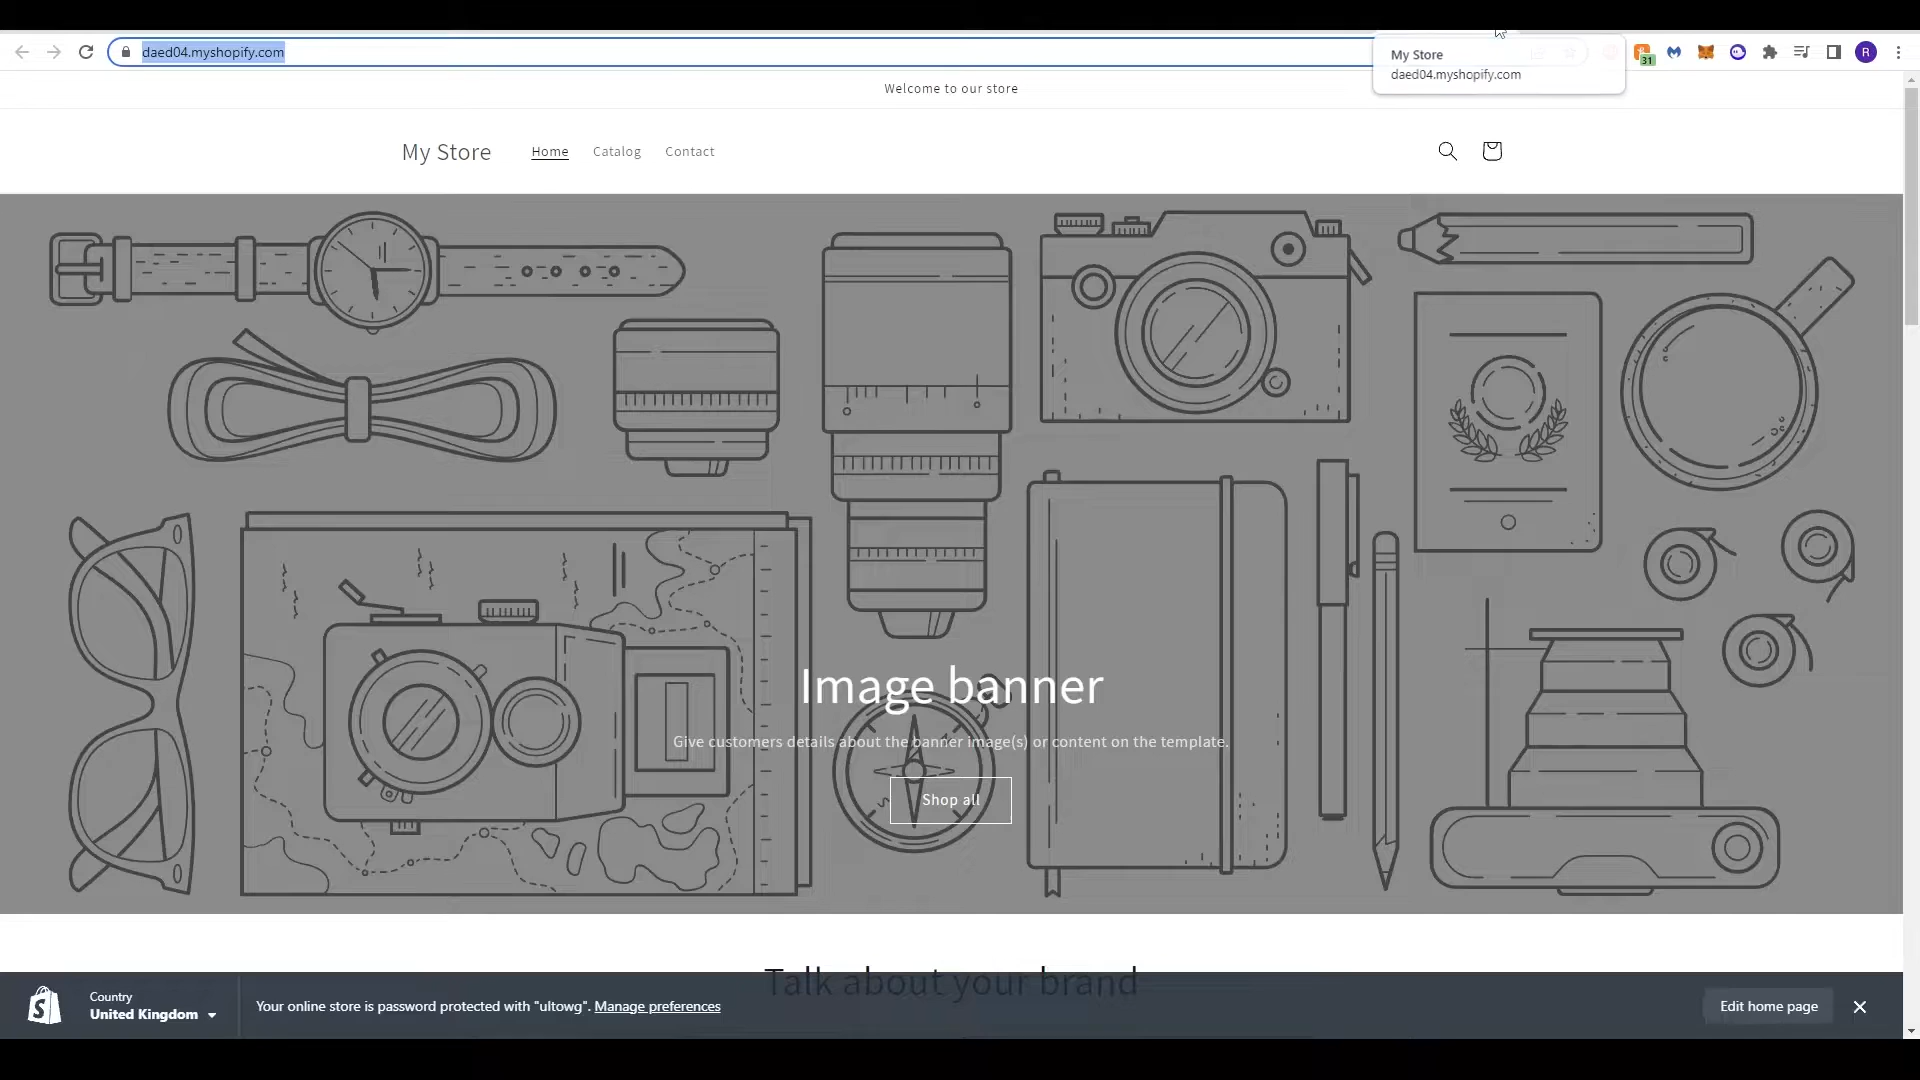 daed04.myshopify.com
My Store
daed04.myshopify.com
31
R
Welcome to our store
My Store
Home
Catalog
Contact
Image banner
Give customers details about the banner image(s) or content on the template.
Shop all
Talk about your brand
Country
United Kingdom
Your online store is password protected with "ultowg". Manage preferences
Edit home page